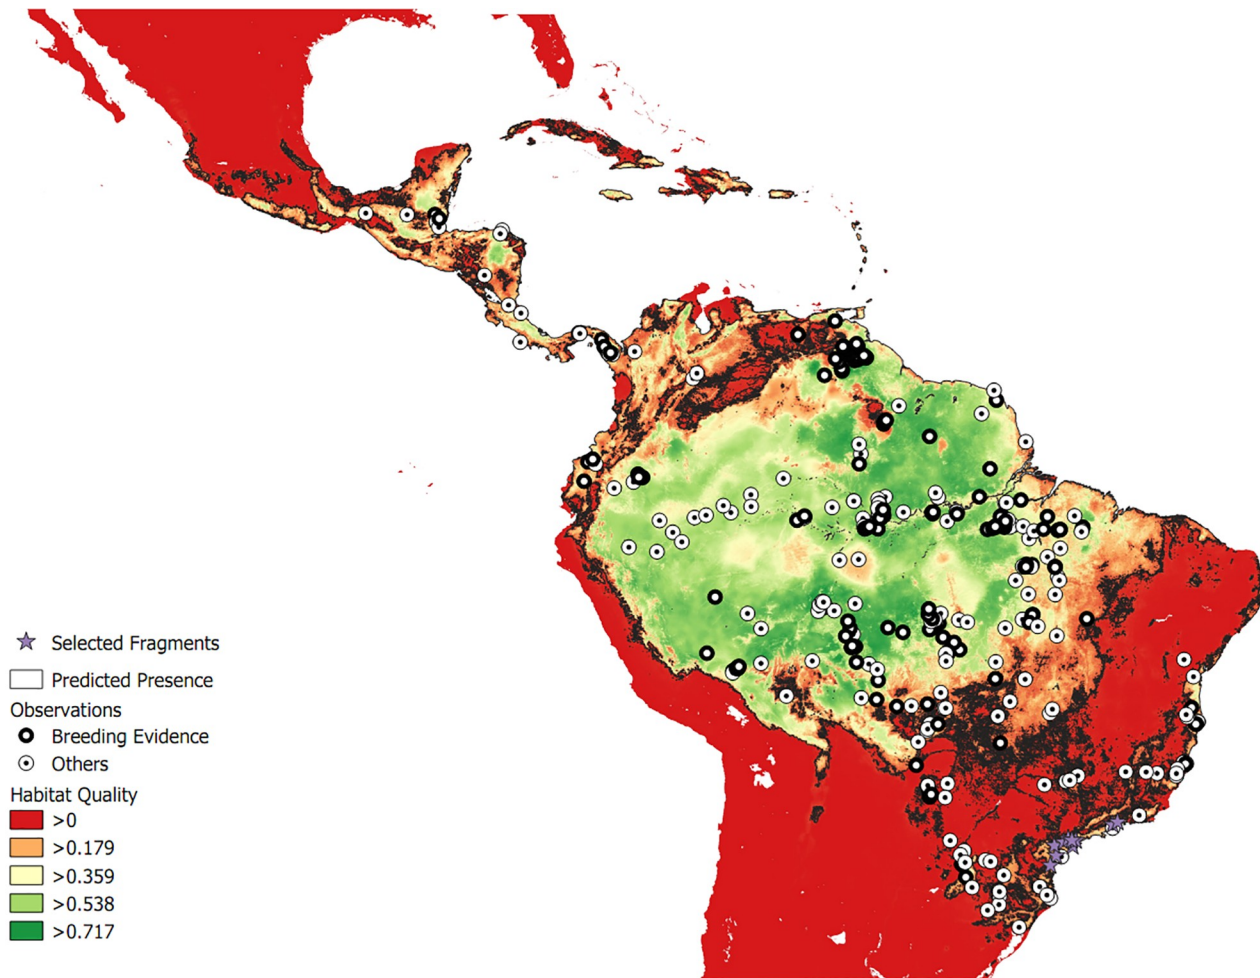 Selected Fragments
Predicted Presence
Observations
Breeding Evidence
Others
Habitat Quality
>0
>0.179
>0.359
>0.538
>0.717